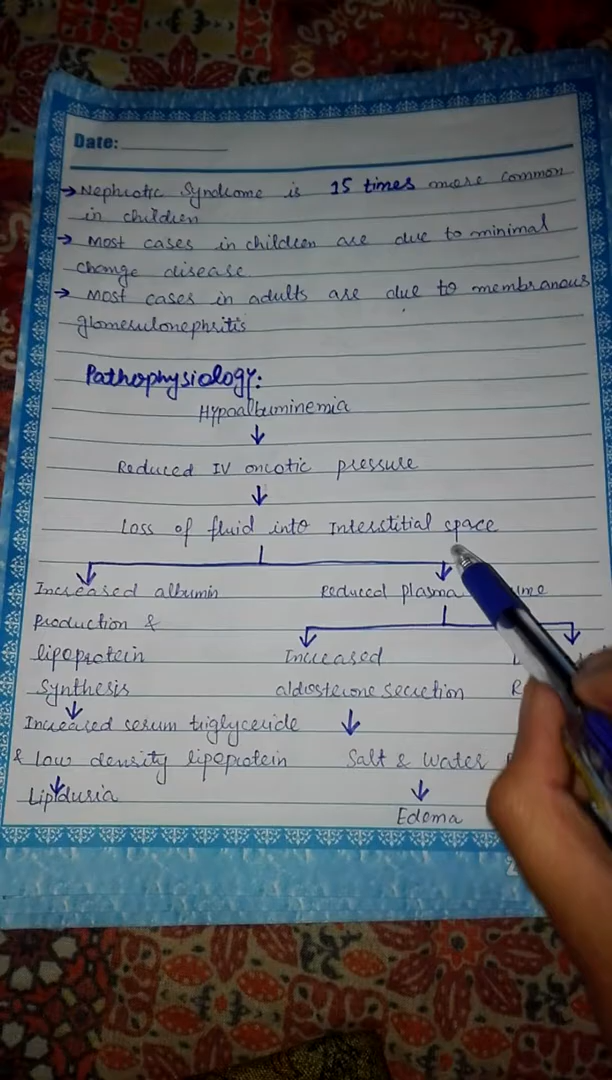 Date:
→ Nephrotic Syndrome is 15 times more common
in children
→ Most cases in children are due to minimal
change disease
→ Most cases in adults are due to membranous
glomerulonephritis
Pathophysiology:
Hypoalbuminemia
Reduced IV oncotic pressure
Loss of fluid into Interstitial space
Increased albumin
production &
lipoprotein
Synthesis
Increased serum triglyceride
& low density lipoprotein
Lipiduria
Reduced plasma
Increased
aldosterone secretion
Salt & Water
Edema